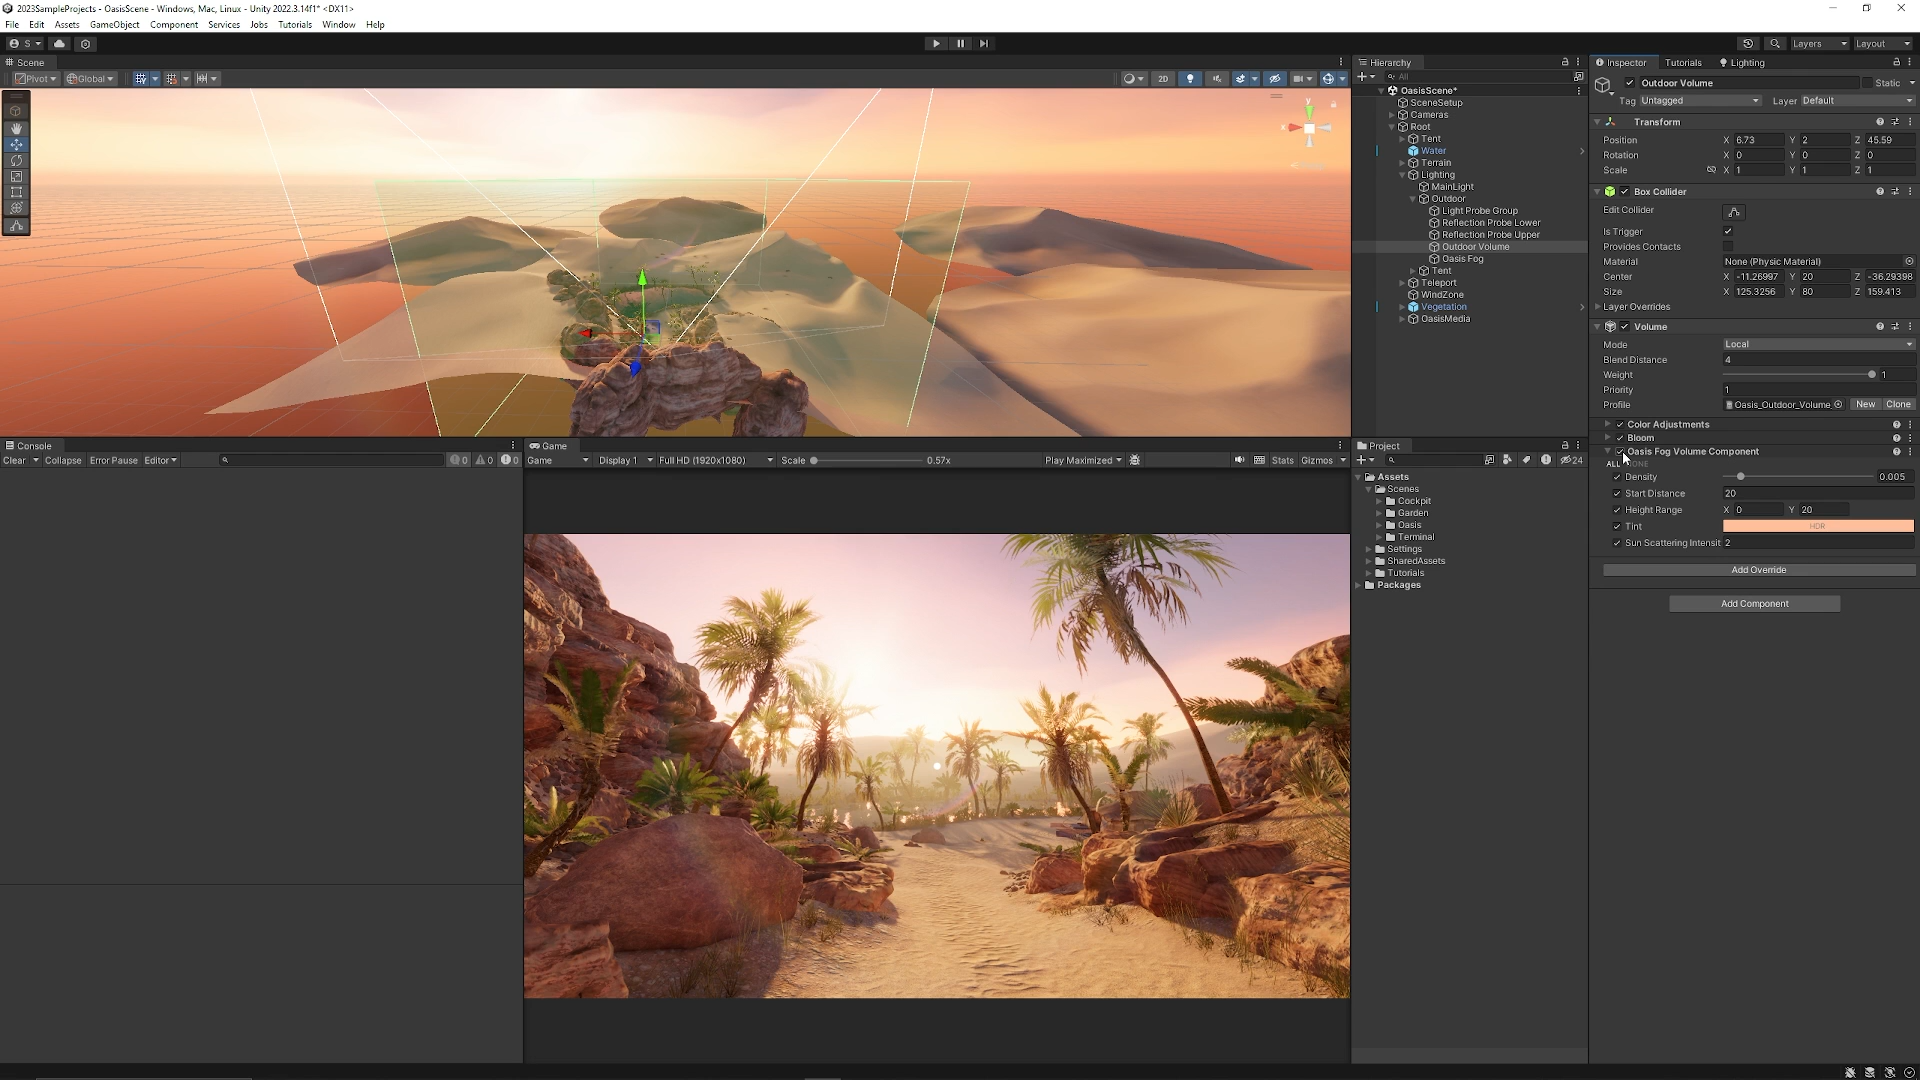 2023SampleProjects - OasisScene - Windows, Mac, Linux - Unity 2022.3.14f1* <DX11>
File Edit Assets GameObject Component Services Jobs Tutorials Window Help
S Layers Layout
Scene
Pivot Global 2D
Console
Clear Collapse Error Pause Editor 0 0 0
Game
Game Display 1 Full HD (1920x1080) Scale 0.57x Play Maximized Stats Gizmos
Hierarchy
All
OasisScene*
SceneSetup
Cameras
Root
Tent
Water
Terrain
Lighting
MainLight
Outdoor
Light Probe Group
Reflection Probe Lower
Reflection Probe Upper
Outdoor Volume
Oasis Fog
Tent
Teleport
WindZone
Vegetation
OasisMedia
Project
24
Assets
Scenes
Cockpit
Garden
Oasis
Terminal
Settings
SharedAssets
Tutorials
Packages
Inspector Tutorials Lighting
Outdoor Volume Static
Tag Untagged Layer Default
Transform
Position X 6.73 Y 2 Z 45.59
Rotation X 0 Y 0 Z 0
Scale X 1 Y 1 Z 1
Box Collider
Edit Collider
Is Trigger
Provides Contacts
Material None (Physic Material)
Center X -11.26997 Y 20 Z -36.29398
Size X 125.3256 Y 80 Z 159.413
Layer Overrides
Volume
Mode Local
Blend Distance 4
Weight 1
Priority 1
Profile Oasis_Outdoor_Volume_ New Clone
Color Adjustments
Bloom
Oasis Fog Volume Component
ALL
Density 0.005
Start Distance 20
Height Range X 0 Y 20
Tint HDR
Sun Scattering Intensit 2
Add Override
Add Component